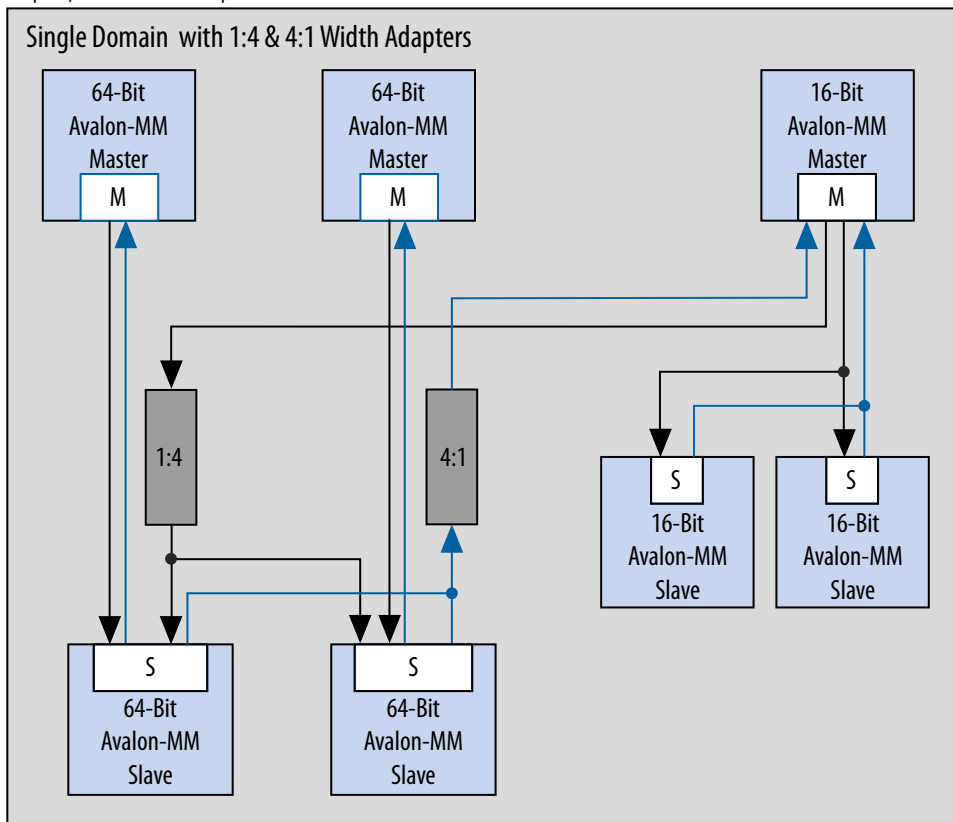 Single Domain with 1:4 & 4:1 Width Adapters
64-Bit
Avalon-MM
Master
M
64-Bit
Avalon-MM
Master
M
16-Bit
Avalon-MM
Master
M
1:4
4:1
S
16-Bit
Avalon-MM
Slave
S
16-Bit
Avalon-MM
Slave
S
64-Bit
Avalon-MM
Slave
S
64-Bit
Avalon-MM
Slave